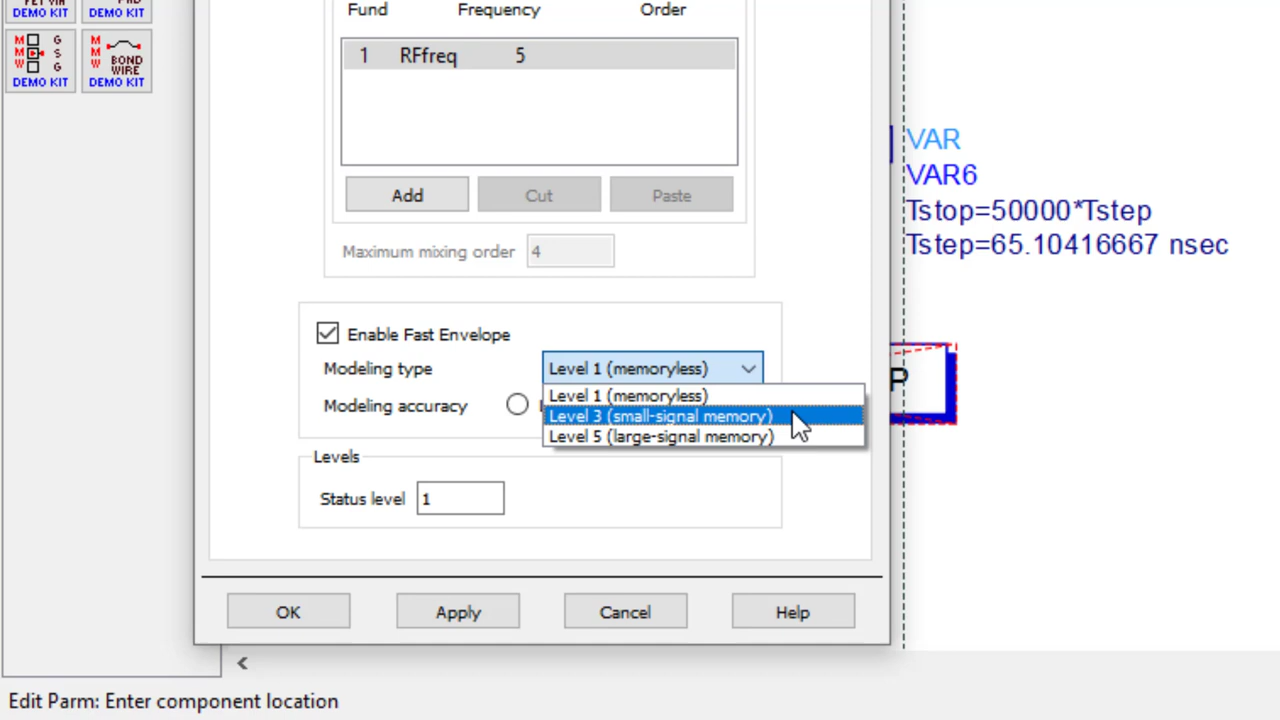 DEMO KIT
DEMO KIT
M M W G S G
DEMO KIT
M M W BOND WIRE
DEMO KIT
Fund Frequency Order
1 RFfreq 5
Add Cut Paste
Maximum mixing order 4
Enable Fast Envelope
Modeling type Level 1 (memoryless)
Level 1 (memoryless)
Modeling accuracy
Level 3 (small-signal memory)
Level 5 (large-signal memory)
Levels
Status level 1
OK Apply Cancel Help
VAR
VAR6
Tstop=50000*Tstep
Tstep=65.10416667 nsec
P
Edit Parm: Enter component location